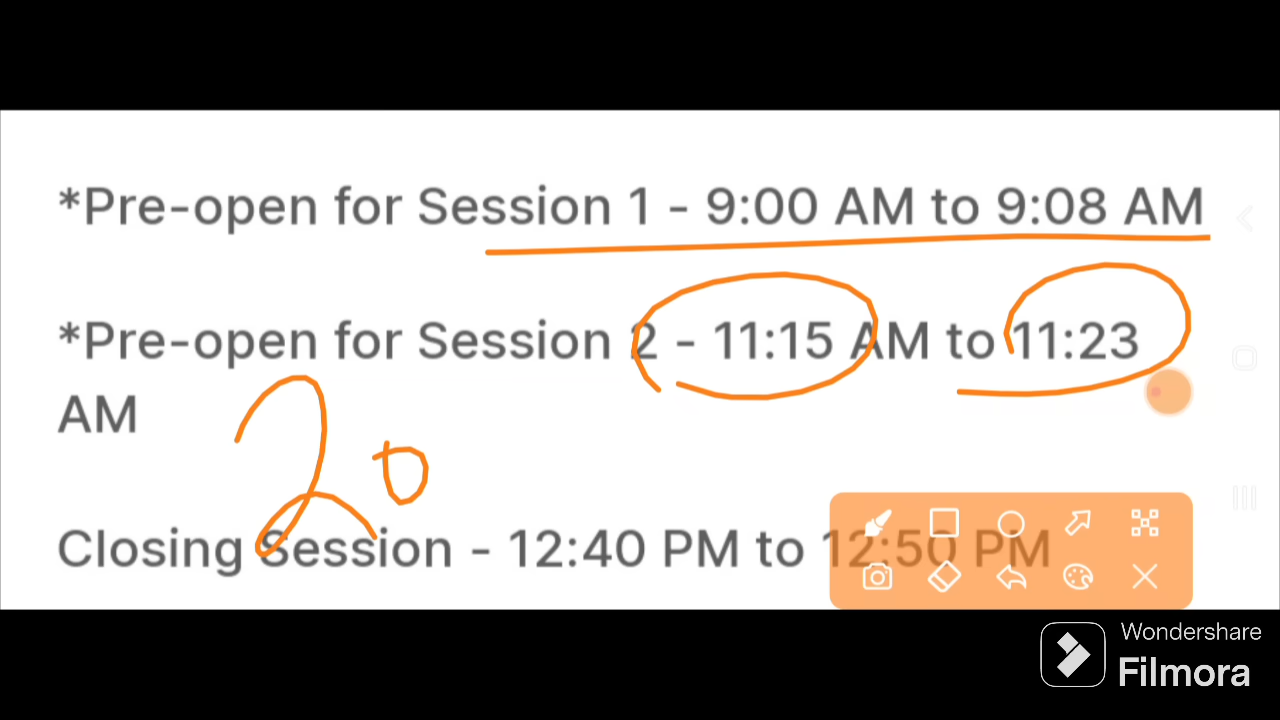 *Pre-open for Session 1 - 9:00 AM to 9:08 AM
*Pre-open for Session 2 - 11:15 AM to 11:23
AM
20
Closing Session - 12:40 PM to 12:50 PM
Wondershare
Filmora